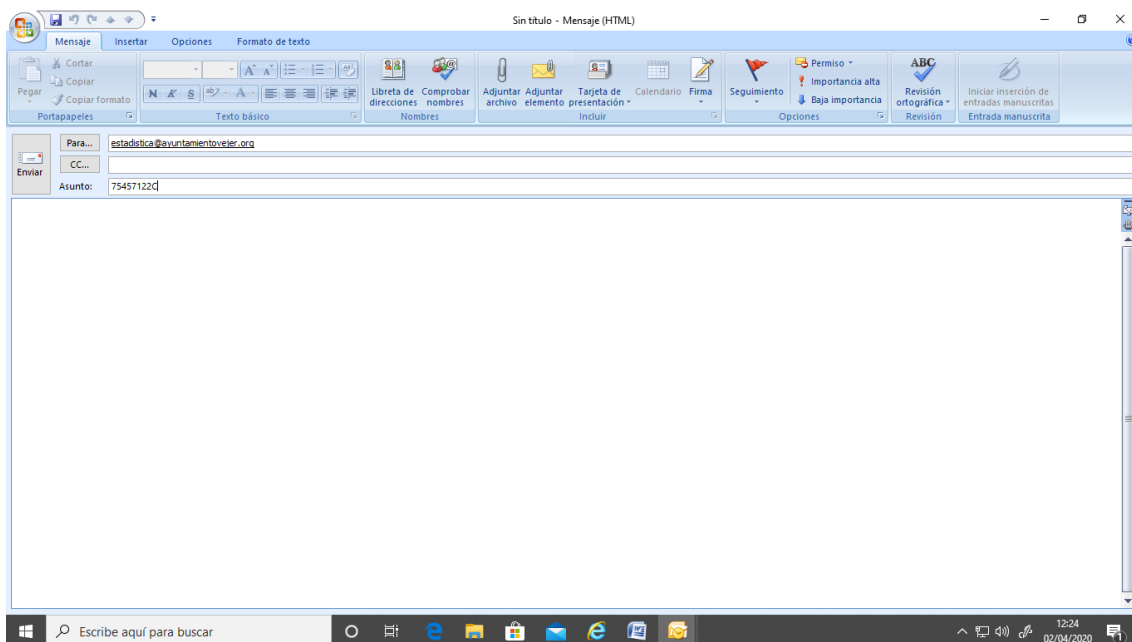 Sin título - Mensaje (HTML)
Mensaje Insertar Opciones Formato de texto
Pegar
Cortar
Copiar
Copiar formato
Portapapeles
N K S
Texto básico
Libreta de direcciones
Comprobar nombres
Nombres
Adjuntar archivo
Adjuntar elemento
Tarjeta de presentación
Calendario
Firma
Incluir
Seguimiento
Permiso
Importancia alta
Baja importancia
Opciones
ABC
Revisión ortográfica
Revisión
Iniciar inserción de entradas manuscritas
Entrada manuscrita
Enviar
Para... estadistica@ayuntamientovejer.org
CC...
Asunto: 75457122C
Escribe aquí para buscar
12:24
02/04/2020